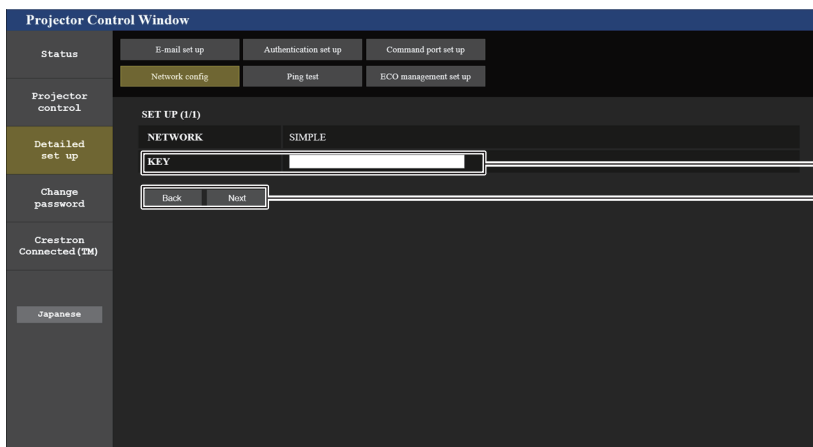 Projector Control Window
Status
E-mail set up
Authentication set up
Command port set up
Network config
Ping test
ECO management set up
Projector
control
SET UP (1/1)
NETWORK
SIMPLE
Detailed
set up
KEY
Change
password
Back
Next
Crestron
Connected(TM)
Japanese